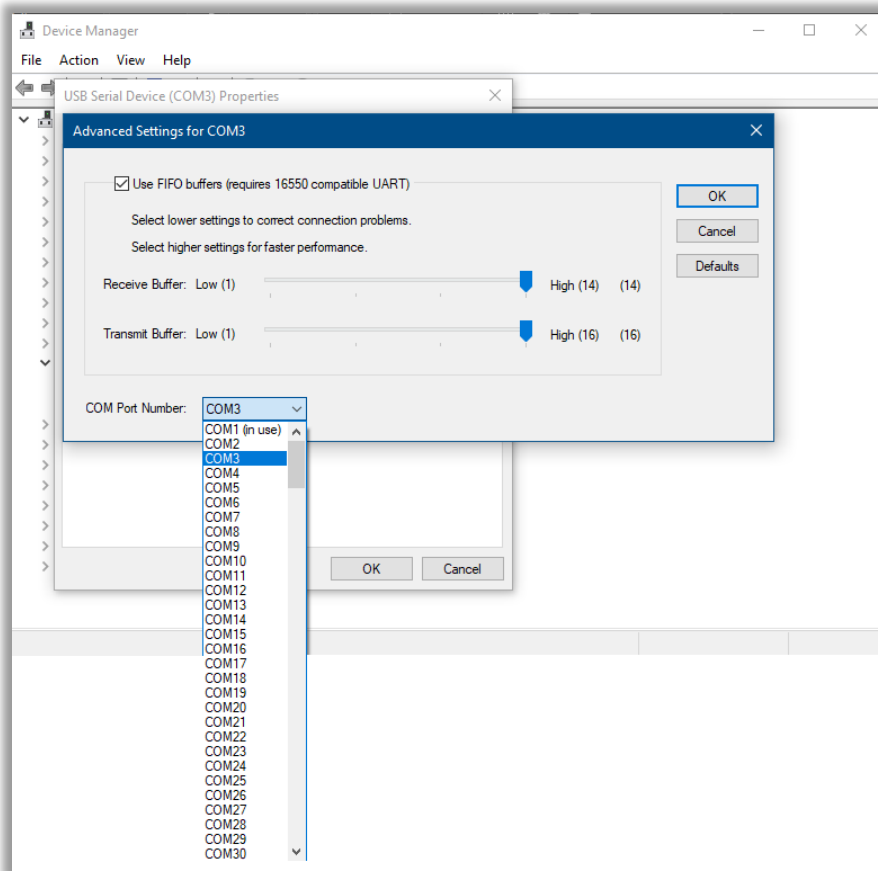 Device Manager
File Action View Help
USB Serial Device (COM3) Properties
Advanced Settings for COM3
Use FIFO buffers (requires 16550 compatible UART)
OK
Select lower settings to correct connection problems.
Cancel
Select higher settings for faster performance.
Defaults
Receive Buffer: Low (1) High (14) (14)
Transmit Buffer: Low (1) High (16) (16)
COM Port Number: COM3
COM1 (in use)
COM2
COM3
COM4
COM5
COM6
COM7
COM8
COM9
COM10
COM11
COM12
COM13
COM14
COM15
COM16
COM17
COM18
COM19
COM20
COM21
COM22
COM23
COM24
COM25
COM26
COM27
COM28
COM29
COM30
OK Cancel